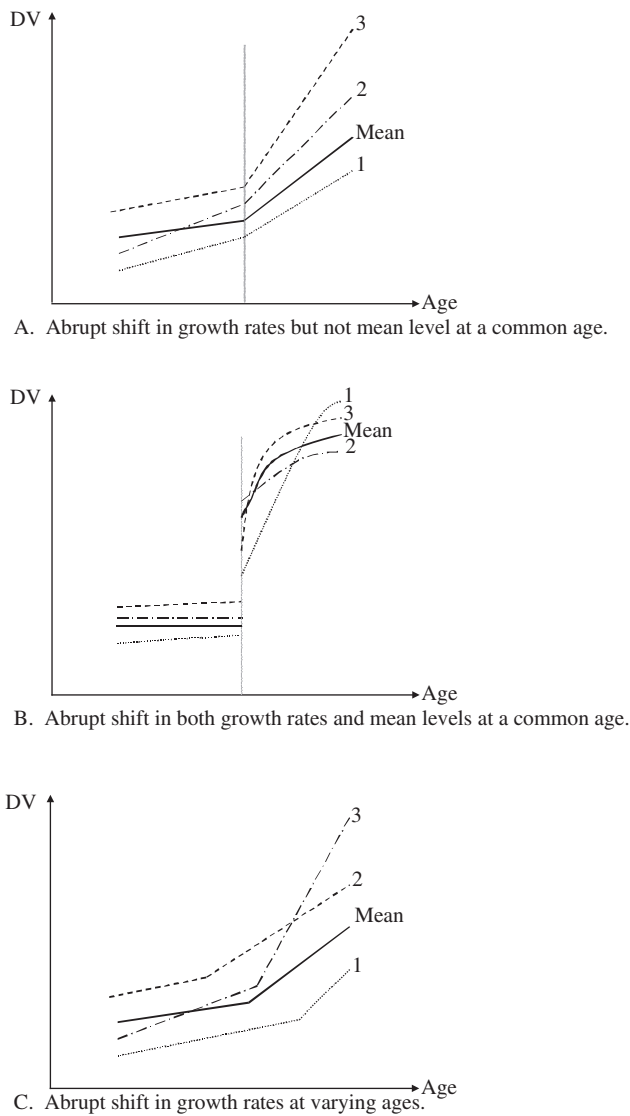 DV
3
2
Mean
1
Age
A. Abrupt shift in growth rates but not mean level at a common age.
DV
1
3
Mean
2
Age
B. Abrupt shift in both growth rates and mean levels at a common age.
DV
3
2
Mean
1
Age
C. Abrupt shift in growth rates at varying ages.